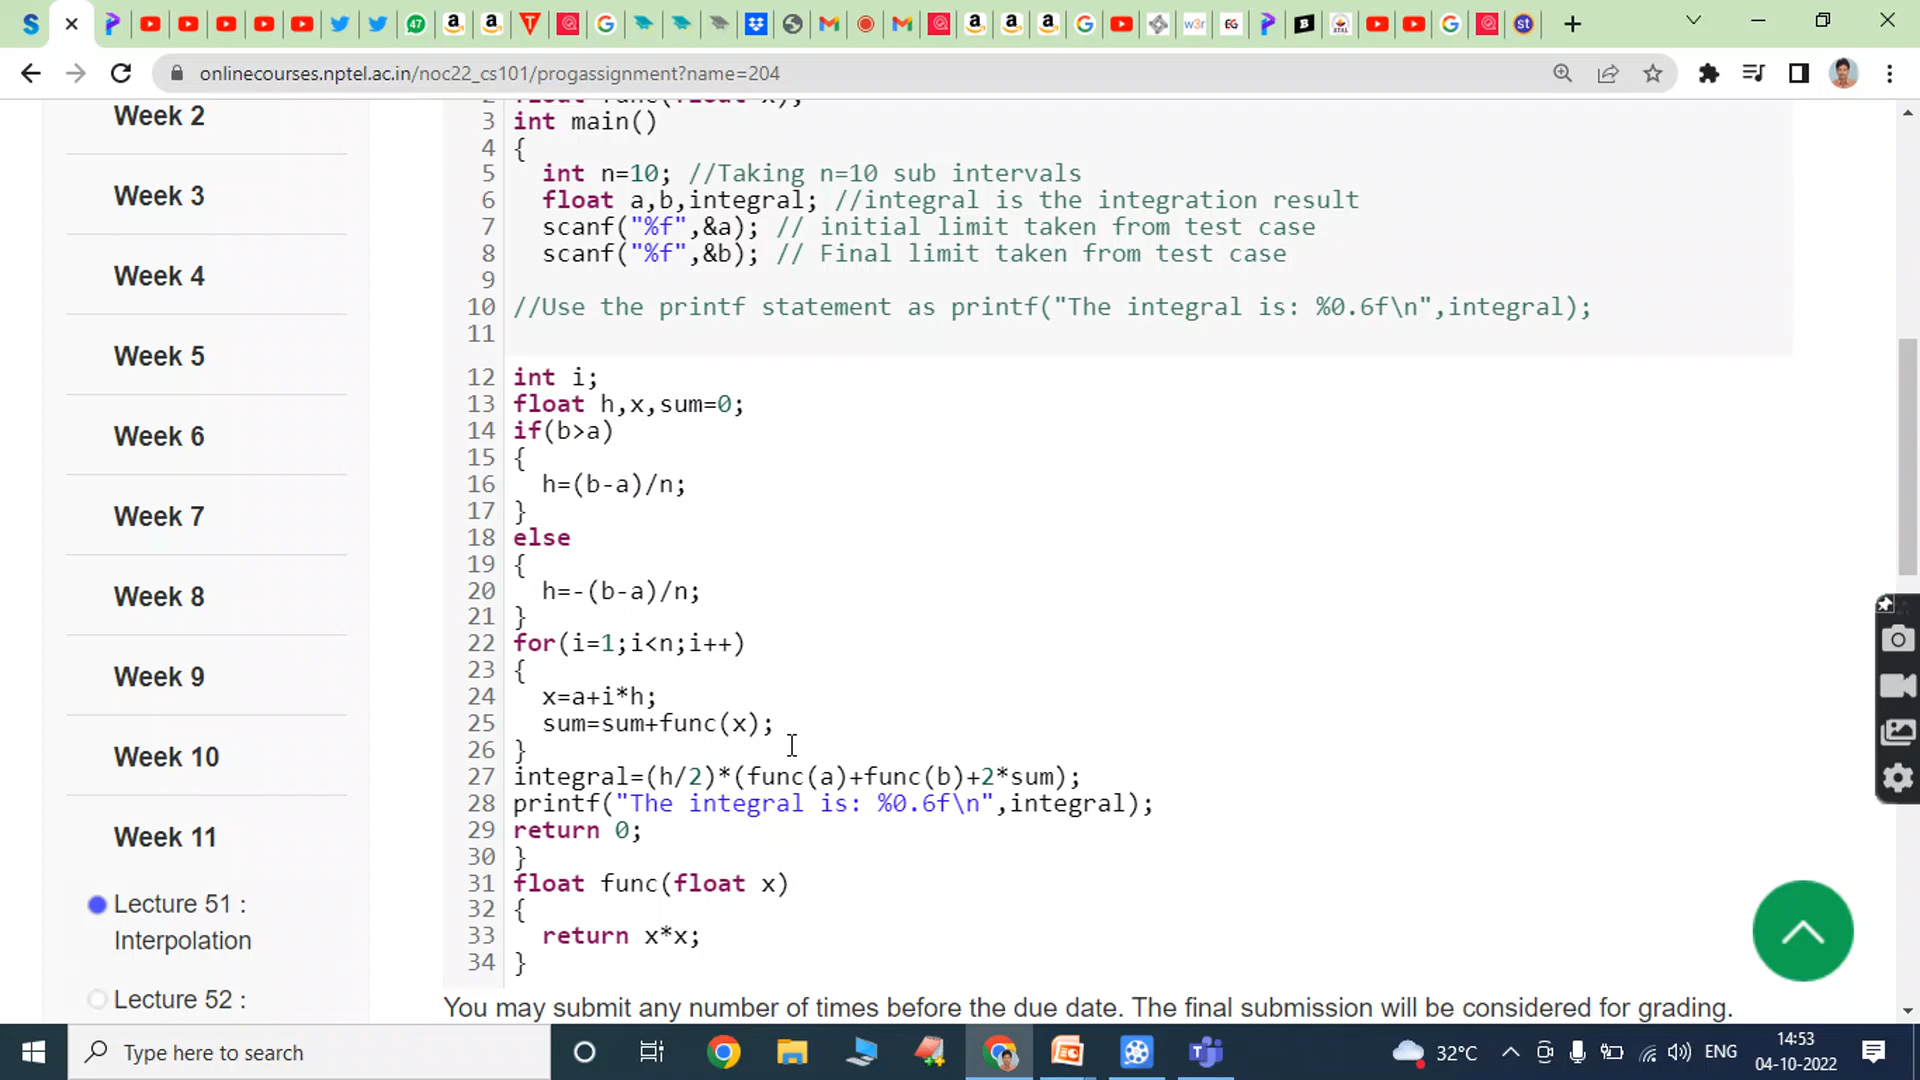 onlinecourses.nptel.ac.in/noc22_cs101/progassignment?name=204
Week 2
Week 3
Week 4
Week 5
Week 6
Week 7
Week 8
Week 9
Week 10
Week 11
Lecture 51 :
Interpolation
Lecture 52 :
2 float func(float x);
3 int main()
4 {
5 int n=10; //Taking n=10 sub intervals
6 float a,b,integral; //integral is the integration result
7 scanf("%f",&a); // initial limit taken from test case
8 scanf("%f",&b); // Final limit taken from test case
9
10 //Use the printf statement as printf("The integral is: %0.6f\n",integral);
11
12 int i;
13 float h,x,sum=0;
14 if(b>a)
15 {
16 h=(b-a)/n;
17 }
18 else
19 {
20 h=-(b-a)/n;
21 }
22 for(i=1;i<n;i++)
23 {
24 x=a+i*h;
25 sum=sum+func(x);
26 }
27 integral=(h/2)*(func(a)+func(b)+2*sum);
28 printf("The integral is: %0.6f\n",integral);
29 return 0;
30 }
31 float func(float x)
32 {
33 return x*x;
34 }
You may submit any number of times before the due date. The final submission will be considered for grading.
Type here to search
32°C
ENG
14:53
04-10-2022